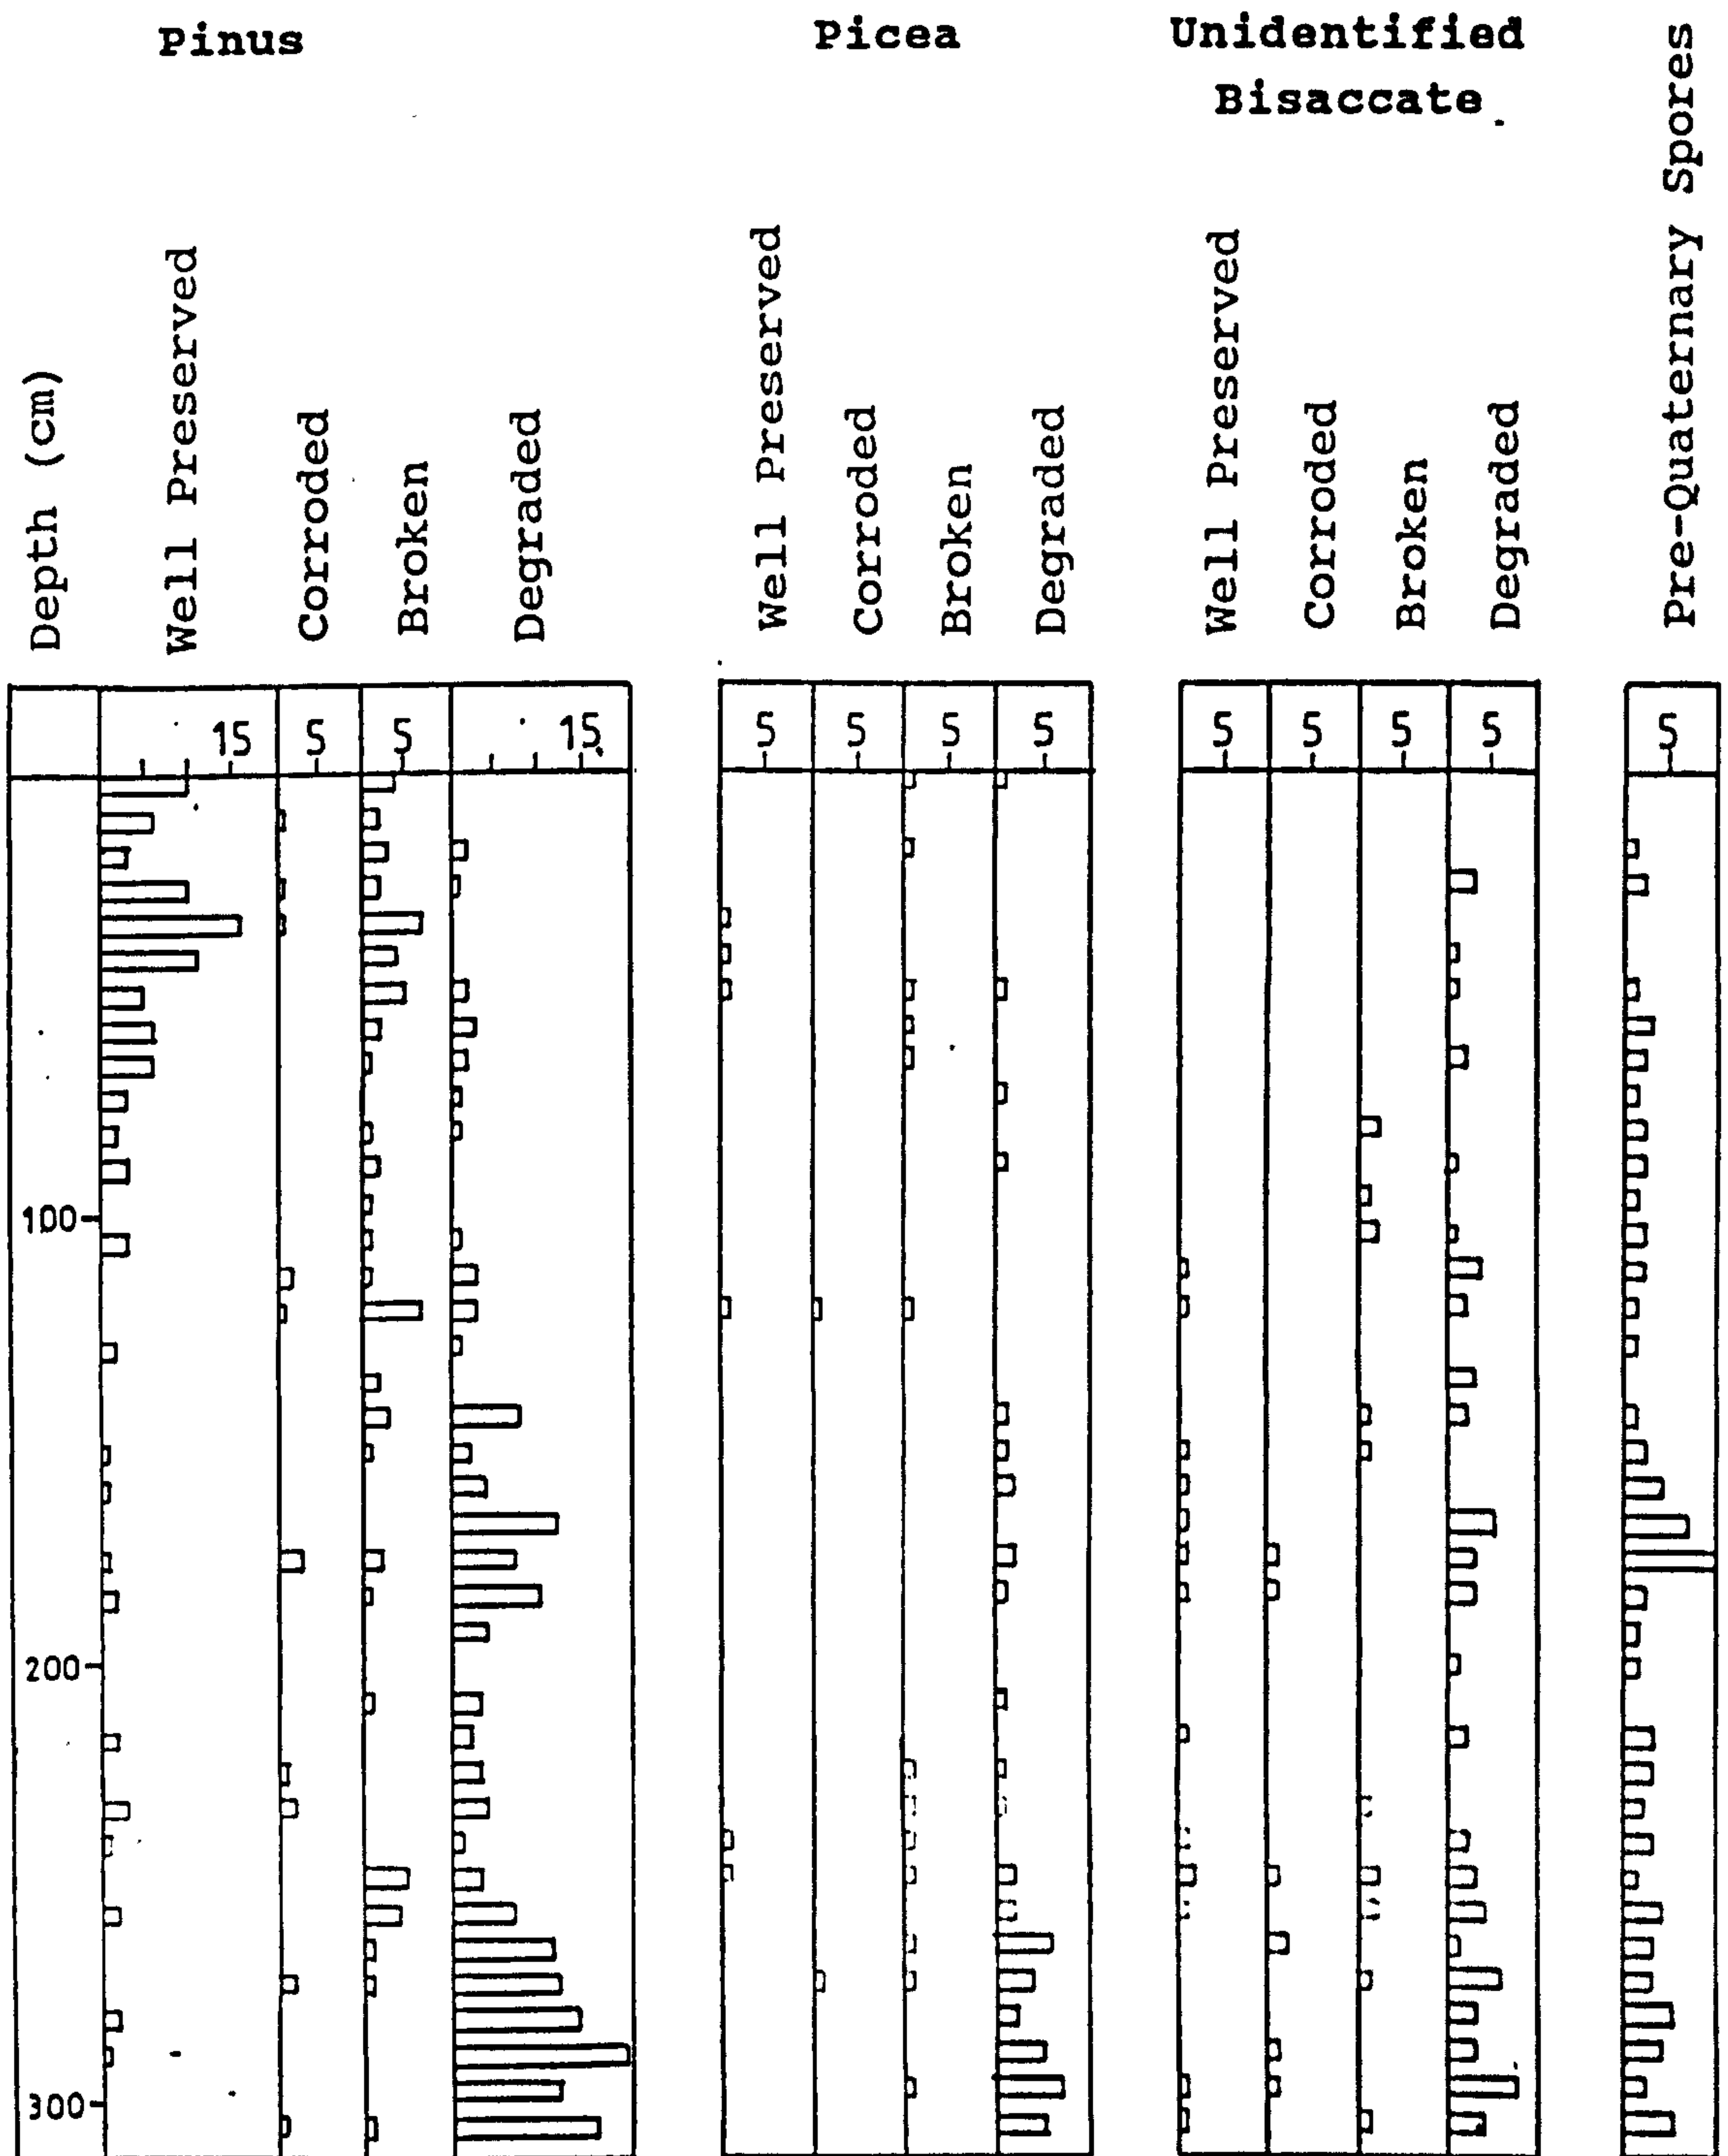 Pinus
Picea
Unidentified
Bisaccate
Depth (cm)
Well Preserved
Corroded
Broken
Degraded
Well Preserved
Corroded
Broken
Degraded
Well Preserved
Corroded
Broken
Degraded
Pre-Quaternary Spores
15
5
5
15
5
5
5
5
5
5
5
5
5
100
200
300